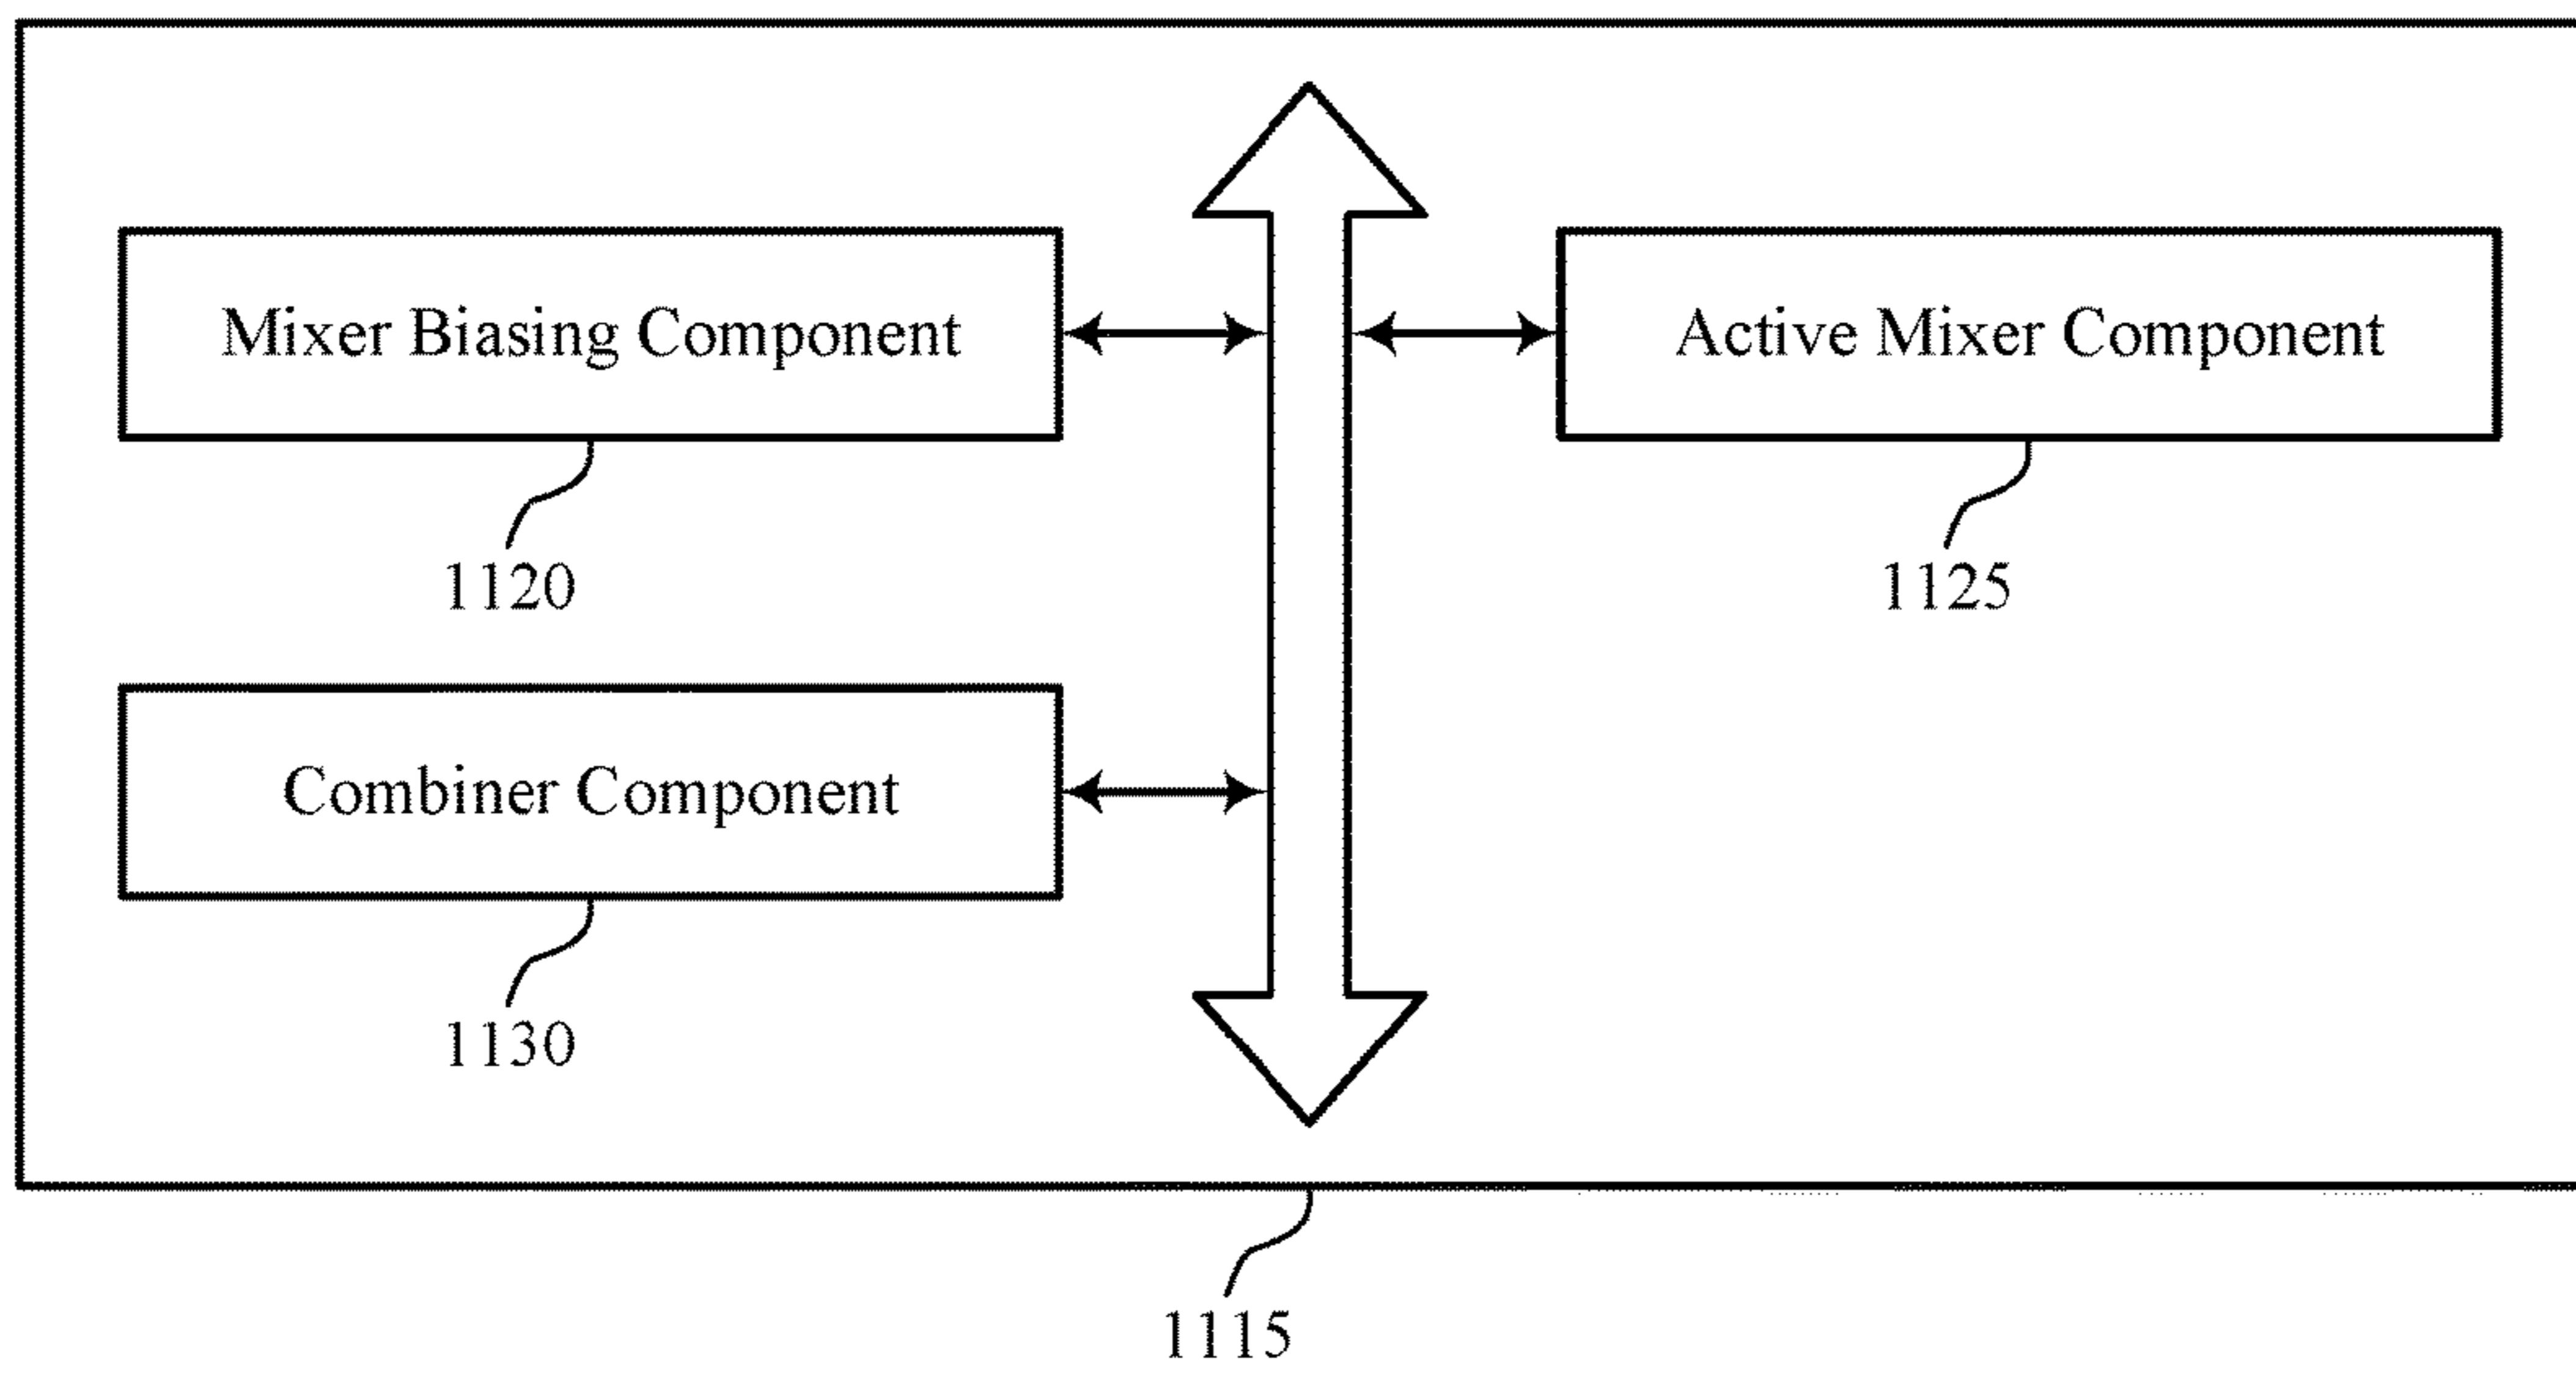 Mixer Biasing Component
Active Mixer Component
1120
1125
Combiner Component
1130
1115